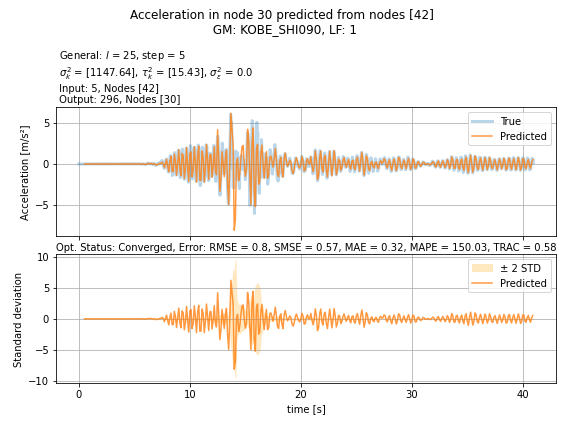 Acceleration in node 30 predicted from nodes [42]
GM: KOBE_SHI090, LF: 1
General: l = 25, step = 5
σ²_k = [1147.64], τ²_k = [15.43], σ²_ε = 0.0
Input: 5, Nodes [42]
Output: 296, Nodes [30]
Acceleration [m/s²]
5
0
−5
True
Predicted
Opt. Status: Converged, Error: RMSE = 0.8, SMSE = 0.57, MAE = 0.32, MAPE = 150.03, TRAC = 0.58
Standard deviation
10
5
0
−5
−10
± 2 STD
Predicted
0
10
20
30
40
time [s]